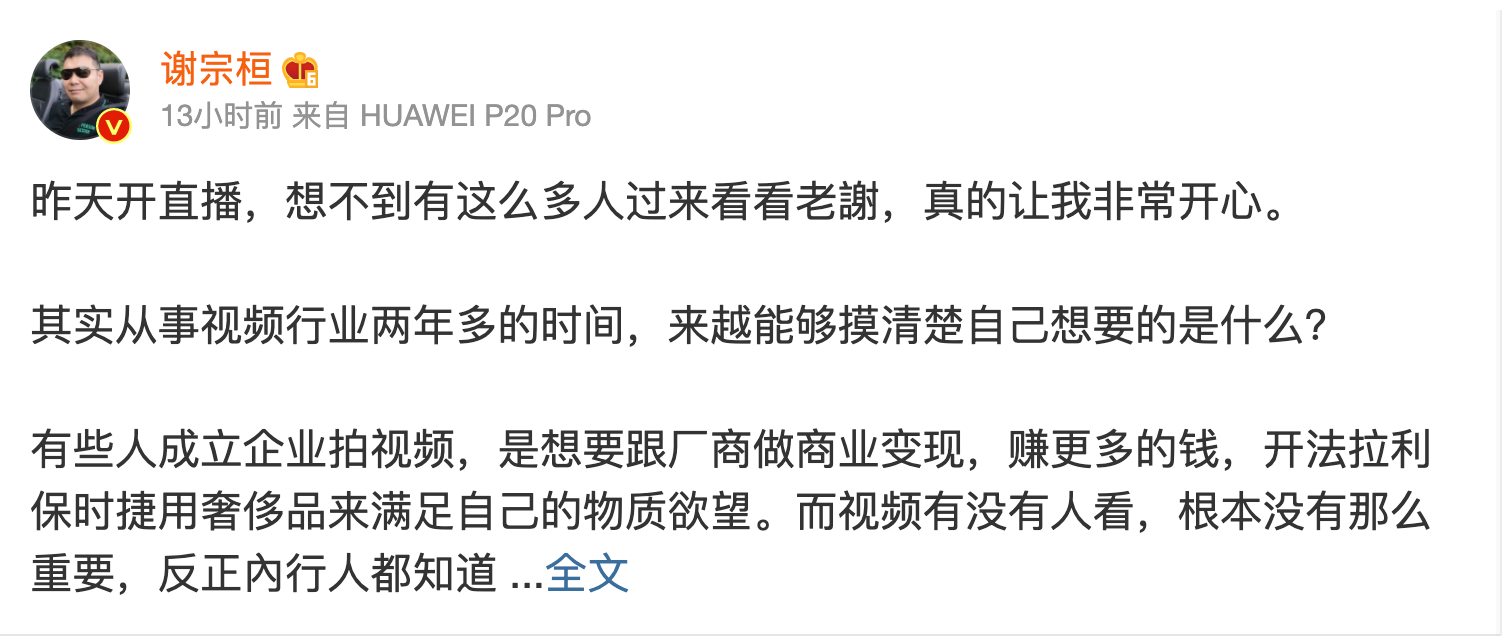 谢宗桓 6
13小时前 来自 HUAWEI P20 Pro
V
昨天开直播，想不到有这么多人过来看看老謝，真的让我非常开心。
其实从事视频行业两年多的时间，来越能够摸清楚自己想要的是什么？
有些人成立企业拍视频，是想要跟厂商做商业变现，赚更多的钱，开法拉利
保时捷用奢侈品来满足自己的物质欲望。而视频有没有人看，根本没有那么
重要，反正內行人都知道 ...全文